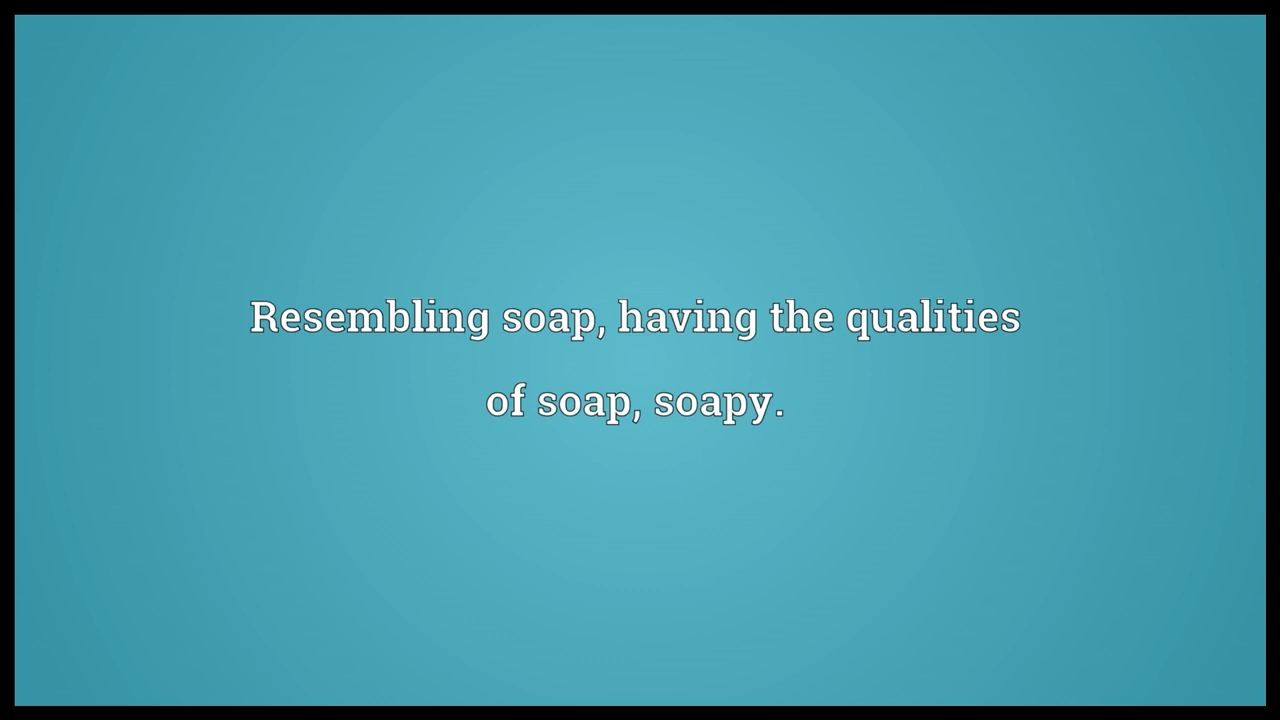 Resembling soap, having the qualities
of soap, soapy.